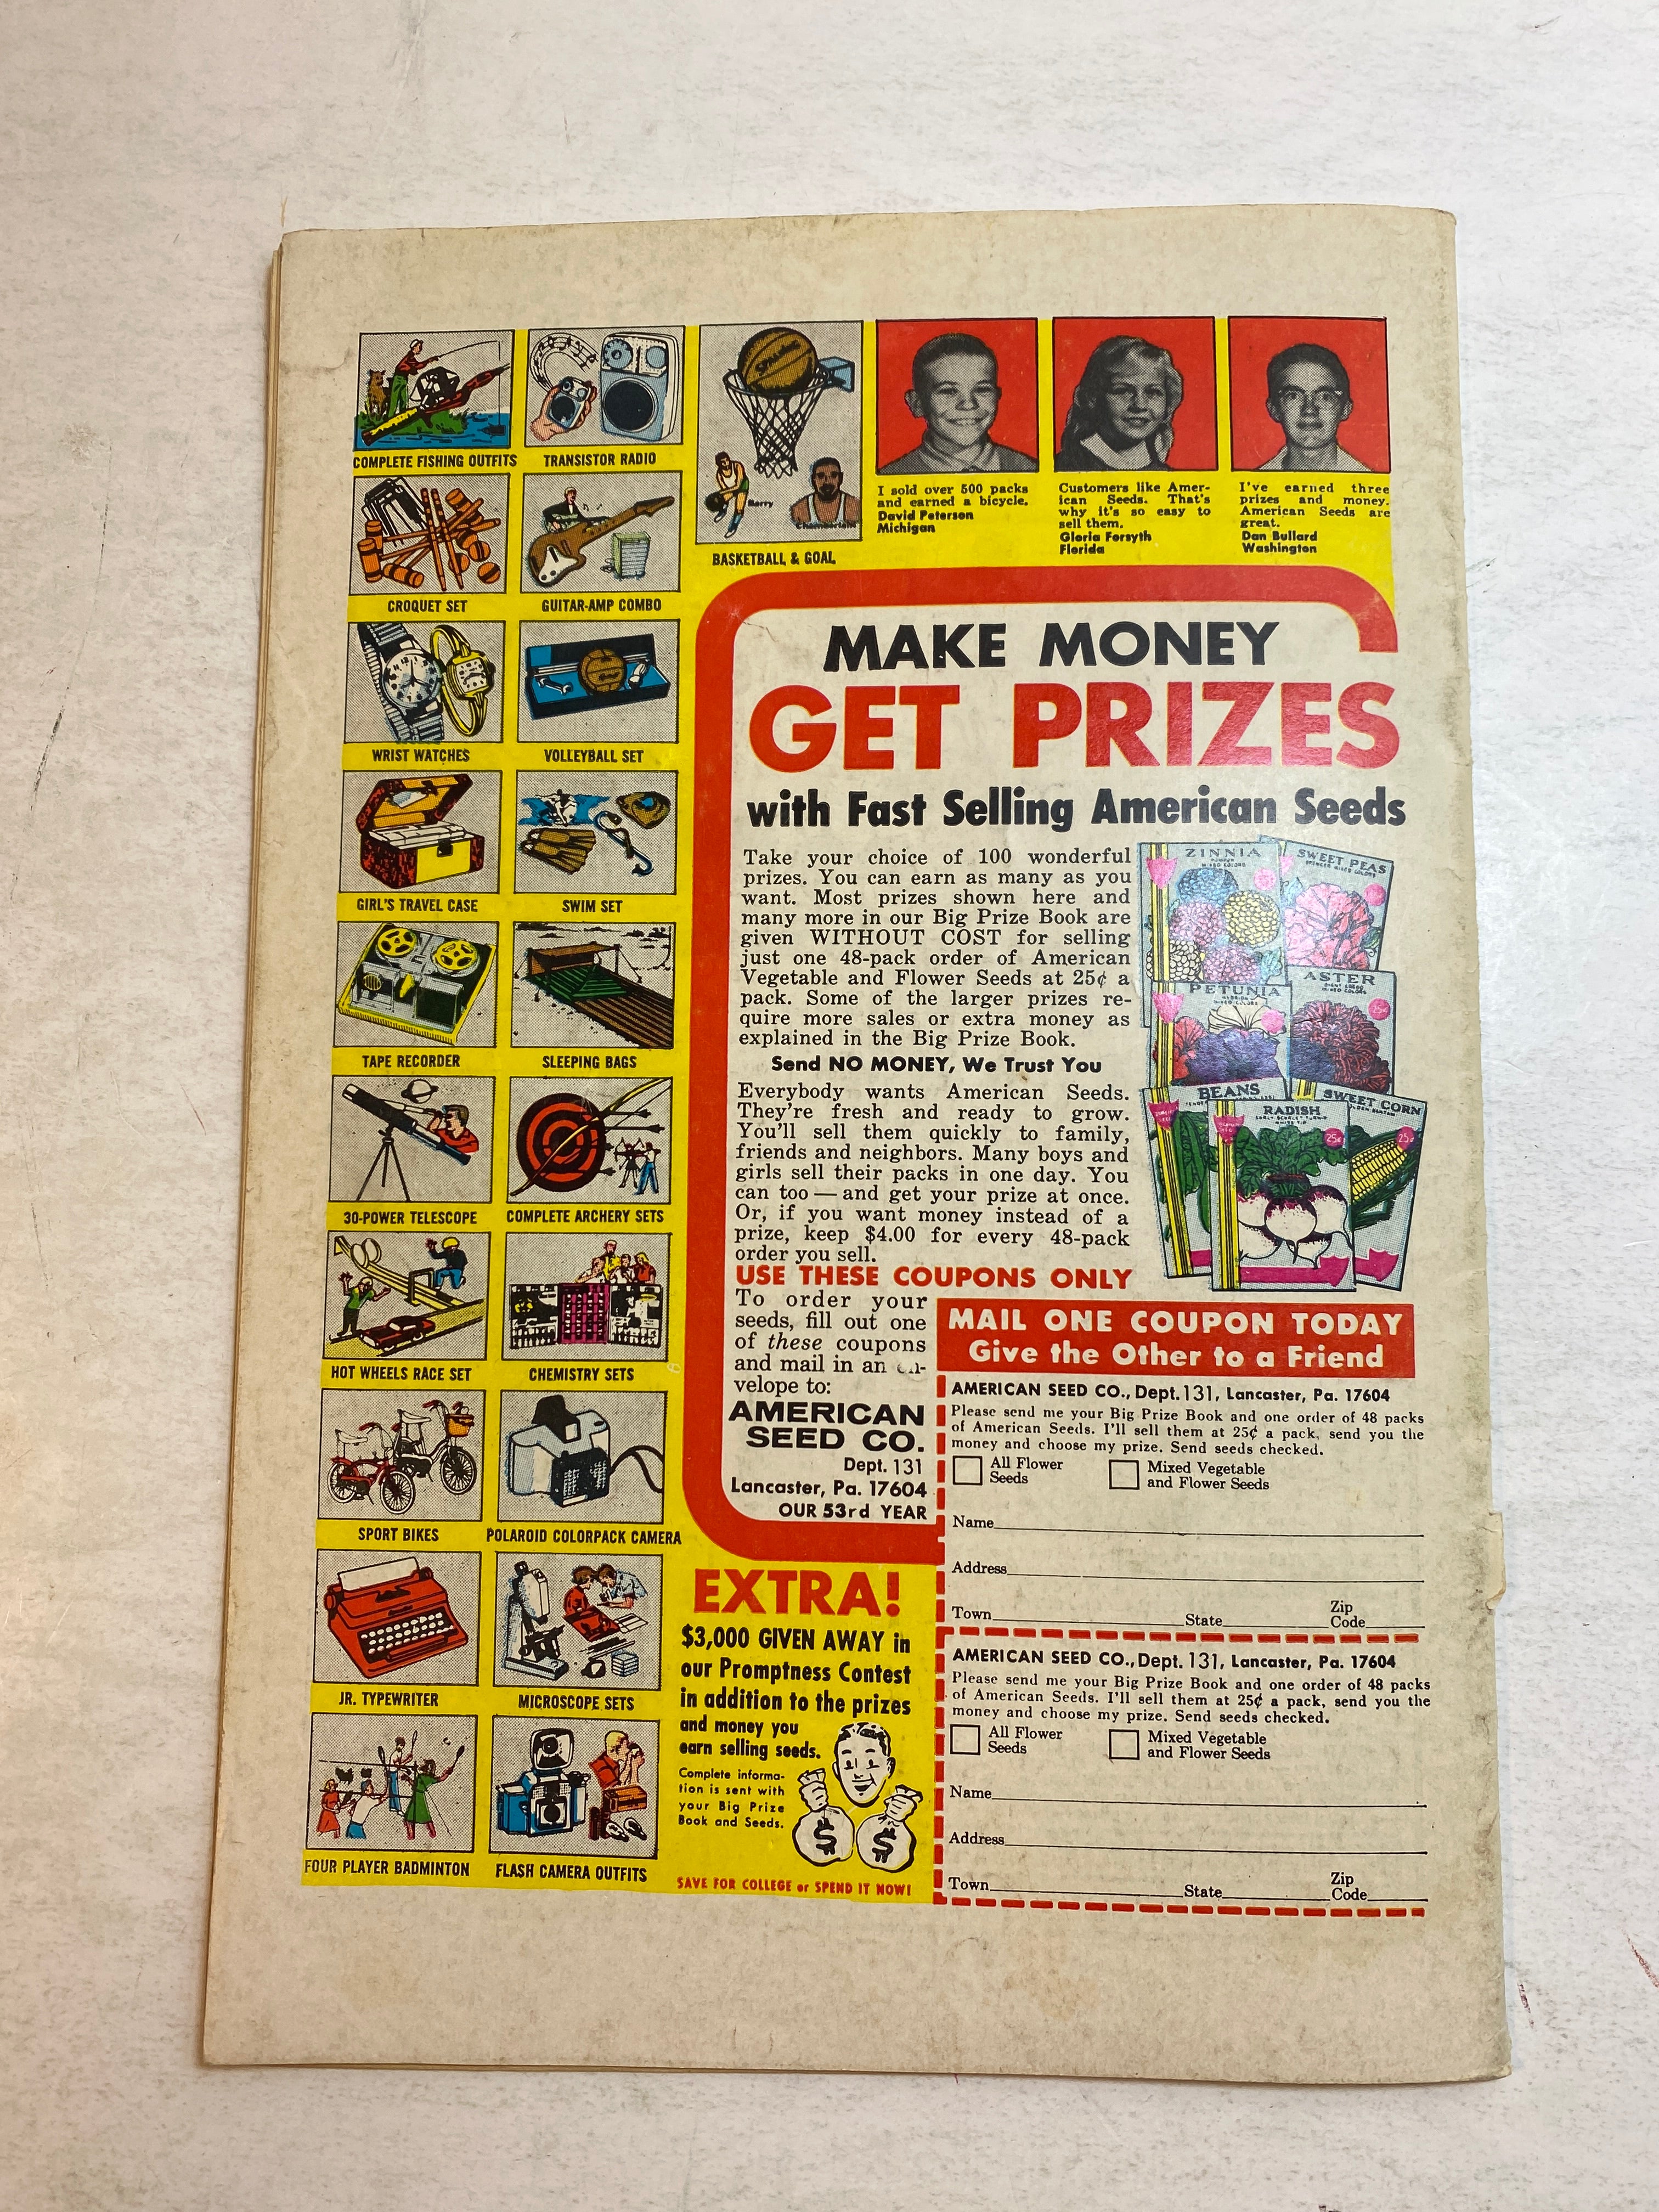 COMPLETE FISHING OUTFITS
TRANSISTOR RADIO
CROQUET SET
GUITAR-AMP COMBO
WRIST WATCHES
VOLLEYBALL SET
GIRL'S TRAVEL CASE
SWIM SET
TAPE RECORDER
SLEEPING BAGS
30-POWER TELESCOPE
COMPLETE ARCHERY SETS
HOT WHEELS RACE SET
CHEMISTRY SETS
SPORT BIKES
POLAROID COLORPACK CAMERA
JR. TYPEWRITER
MICROSCOPE SETS
FOUR PLAYER BADMINTON
FLASH CAMERA OUTFITS
Barry
Chamberlain
BASKETBALL & GOAL
I sold over 500 packs
and earned a bicycle.
David Peterson
Michigan
Customers like Amer-
ican Seeds. That's
why it's so easy to
sell them.
Gloria Forsyth
Florida
I've earned three
prizes and money.
American Seeds are
great.
Dan Bullard
Washington
MAKE MONEY
GET PRIZES
with Fast Selling American Seeds
Take your choice of 100 wonderful
prizes. You can earn as many as you
want. Most prizes shown here and
many more in our Big Prize Book are
given WITHOUT COST for selling
just one 48-pack order of American
Vegetable and Flower Seeds at 25¢ a
pack. Some of the larger prizes re-
quire more sales or extra money as
explained in the Big Prize Book.
Send NO MONEY, We Trust You
Everybody wants American Seeds.
They're fresh and ready to grow.
You'll sell them quickly to family,
friends and neighbors. Many boys and
girls sell their packs in one day. You
can too — and get your prize at once.
Or, if you want money instead of a
prize, keep $4.00 for every 48-pack
order you sell.
ZINNIA
MIXED COLORS
SWEET PEAS
MIXED COLORS
PETUNIA
MIXED COLORS
ASTER
MIXED COLORS
BEANS
RADISH
25¢
SWEET CORN
25¢
USE THESE COUPONS ONLY
To order your
seeds, fill out one
of these coupons
and mail in an en-
velope to:
AMERICAN
SEED CO.
Dept. 131
Lancaster, Pa. 17604
OUR 53rd YEAR
MAIL ONE COUPON TODAY
Give the Other to a Friend
AMERICAN SEED CO., Dept. 131, Lancaster, Pa. 17604
Please send me your Big Prize Book and one order of 48 packs
of American Seeds. I'll sell them at 25¢ a pack, send you the
money and choose my prize. Send seeds checked.
All Flower
Seeds
Mixed Vegetable
and Flower Seeds
Name
Address
Town State Zip Code
AMERICAN SEED CO., Dept. 131, Lancaster, Pa. 17604
Please send me your Big Prize Book and one order of 48 packs
of American Seeds. I'll sell them at 25¢ a pack, send you the
money and choose my prize. Send seeds checked.
All Flower
Seeds
Mixed Vegetable
and Flower Seeds
Name
Address
Town State Zip Code
EXTRA!
$3,000 GIVEN AWAY in
our Promptness Contest
in addition to the prizes
and money you
earn selling seeds.
Complete informa-
tion is sent with
your Big Prize
Book and Seeds.
$ $
SAVE FOR COLLEGE or SPEND IT NOW!